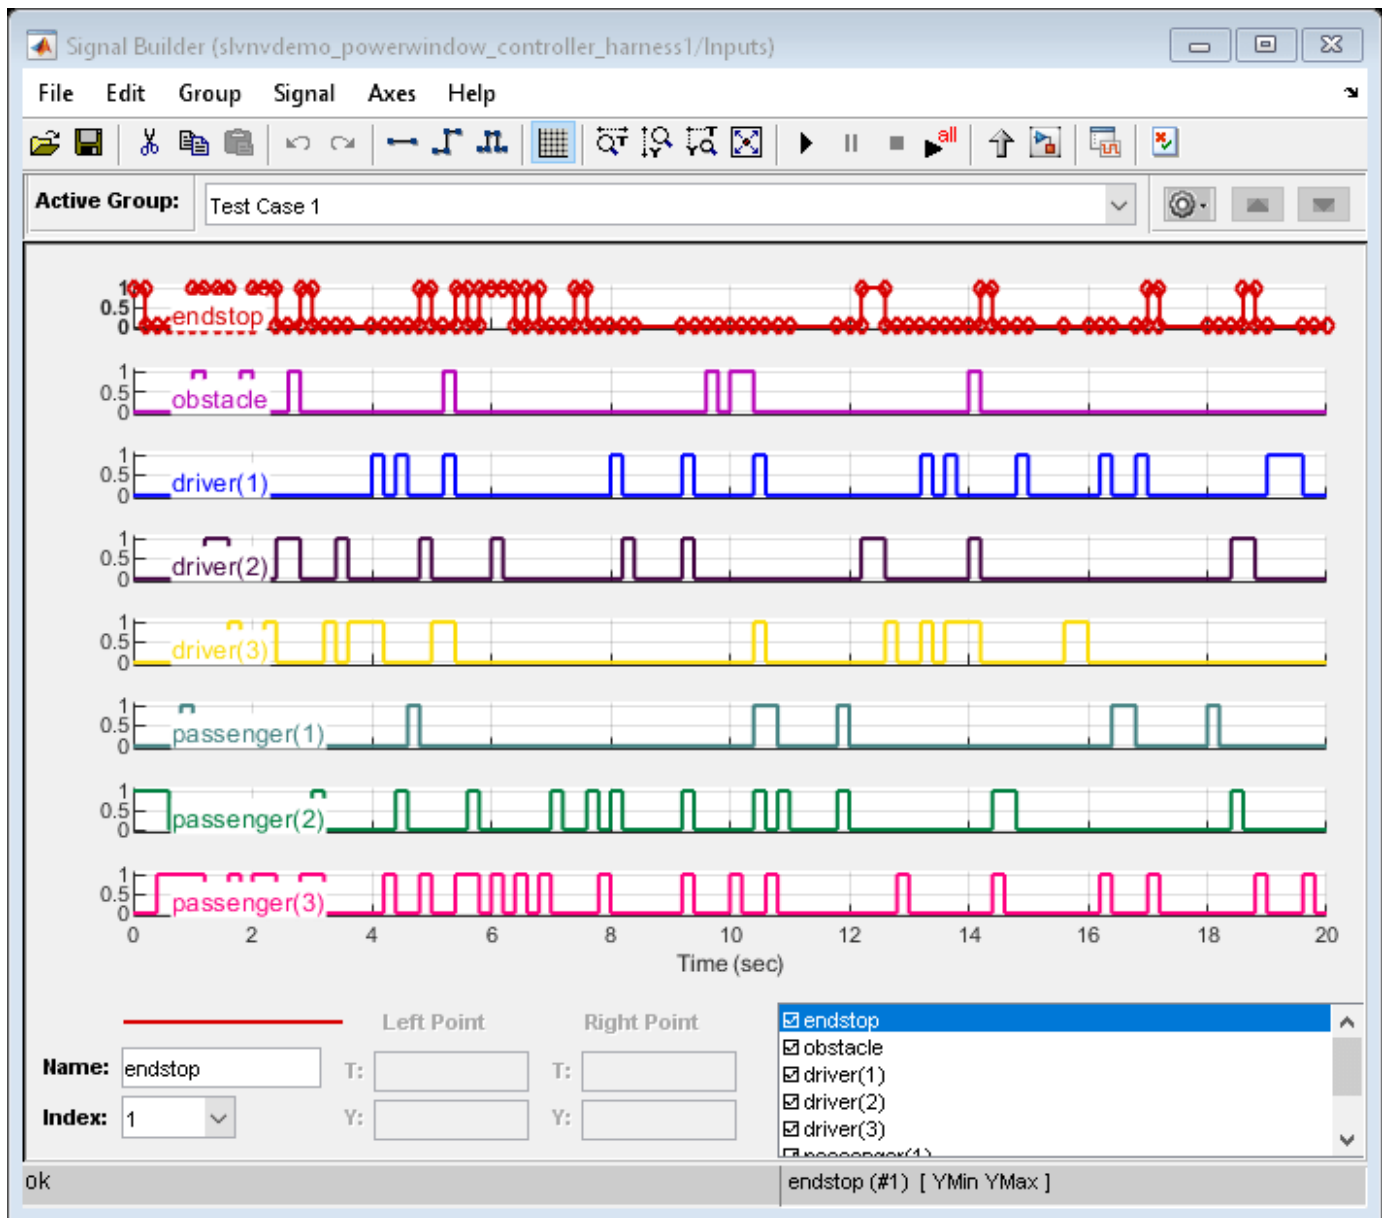 Signal Builder (slvnvdemo_powerwindow_controller_harness1/Inputs)
File Edit Group Signal Axes Help
all
Active Group: Test Case 1
1
0.5
0
endstop
1
0.5
0
obstacle
1
0.5
0
driver(1)
1
0.5
0
driver(2)
1
0.5
0
driver(3)
1
0.5
0
passenger(1)
1
0.5
0
passenger(2)
1
0.5
0
passenger(3)
0 2 4 6 8 10 12 14 16 18 20
Time (sec)
Left Point Right Point
Name: endstop T: T:
Index: 1 Y: Y:
endstop
obstacle
driver(1)
driver(2)
driver(3)
passenger(1)
ok
endstop (#1) [ YMin YMax ]